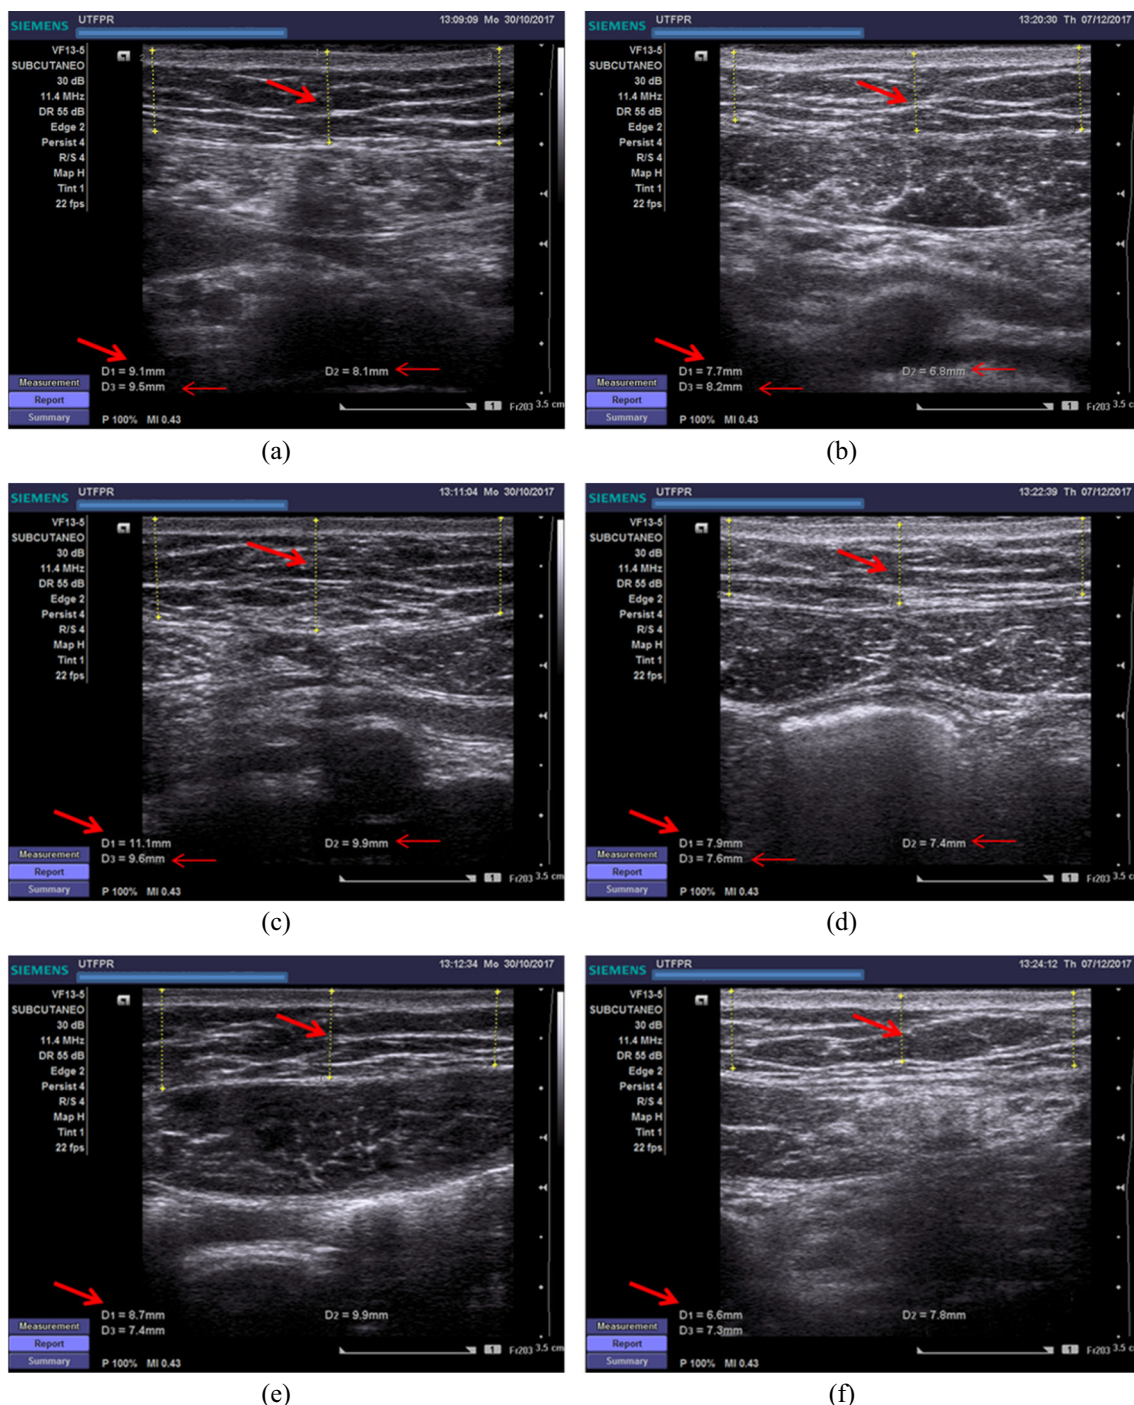 SIEMENS UTFPR 13:09:09 Mo 30/10/2017
VF13-5
SUBCUTANEO
30 dB
11.4 MHz
DR 55 dB
Edge 2
Persist 4
R/S 4
Map H
Tint 1
22 fps
D1 = 9.1mm D2 = 8.1mm
D3 = 9.5mm
Measurement
Report
Summary
P 100% MI 0.43
1 Fr203 3.5 cm
(a)
SIEMENS UTFPR 13:20:30 Th 07/12/2017
VF13-5
SUBCUTANEO
30 dB
11.4 MHz
DR 55 dB
Edge 2
Persist 4
R/S 4
Map H
Tint 1
22 fps
D1 = 7.7mm D2 = 6.8mm
D3 = 8.2mm
Measurement
Report
Summary
P 100% MI 0.43
1 Fr203 3.5 cm
(b)
SIEMENS UTFPR 13:11:04 Mo 30/10/2017
VF13-5
SUBCUTANEO
30 dB
11.4 MHz
DR 55 dB
Edge 2
Persist 4
R/S 4
Map H
Tint 1
22 fps
D1 = 11.1mm D2 = 9.9mm
D3 = 9.6mm
Measurement
Report
Summary
P 100% MI 0.43
1 Fr203 3.5 cm
(c)
SIEMENS UTFPR 13:22:39 Th 07/12/2017
VF13-5
SUBCUTANEO
30 dB
11.4 MHz
DR 55 dB
Edge 2
Persist 4
R/S 4
Map H
Tint 1
22 fps
D1 = 7.9mm D2 = 7.4mm
D3 = 7.6mm
Measurement
Report
Summary
P 100% MI 0.43
1 Fr203 3.5 cm
(d)
SIEMENS UTFPR 13:12:34 Mo 30/10/2017
VF13-5
SUBCUTANEO
30 dB
11.4 MHz
DR 55 dB
Edge 2
Persist 4
R/S 4
Map H
Tint 1
22 fps
D1 = 8.7mm D2 = 9.9mm
D3 = 7.4mm
Measurement
Report
Summary
P 100% MI 0.43
1 Fr203 3.5 cm
(e)
SIEMENS UTFPR 13:24:12 Th 07/12/2017
VF13-5
SUBCUTANEO
30 dB
11.4 MHz
DR 55 dB
Edge 2
Persist 4
R/S 4
Map H
Tint 1
22 fps
D1 = 6.6mm D2 = 7.8mm
D3 = 7.3mm
Measurement
Report
Summary
P 100% MI 0.43
1 Fr203 3.5 cm
(f)